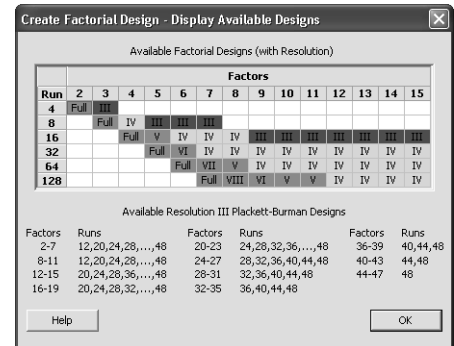 Create Factorial Design - Display Available Designs
Available Factorial Designs (with Resolution)
Factors
Run 2 3 4 5 6 7 8 9 10 11 12 13 14 15
4 Full III
8 Full IV III III III
16 Full V IV IV IV III III III III III III III
32 Full VI IV IV IV IV IV IV IV IV IV
64 Full VII V IV IV IV IV IV IV IV
128 Full VIII VI V V IV IV IV IV
Available Resolution III Plackett-Burman Designs
Factors Runs Factors Runs Factors Runs
2-7 12,20,24,28,...,48 20-23 24,28,32,36,...,48 36-39 40,44,48
8-11 12,20,24,28,...,48 24-27 28,32,36,40,44,48 40-43 44,48
12-15 20,24,28,36,...,48 28-31 32,36,40,44,48 44-47 48
16-19 20,24,28,32,...,48 32-35 36,40,44,48
Help OK